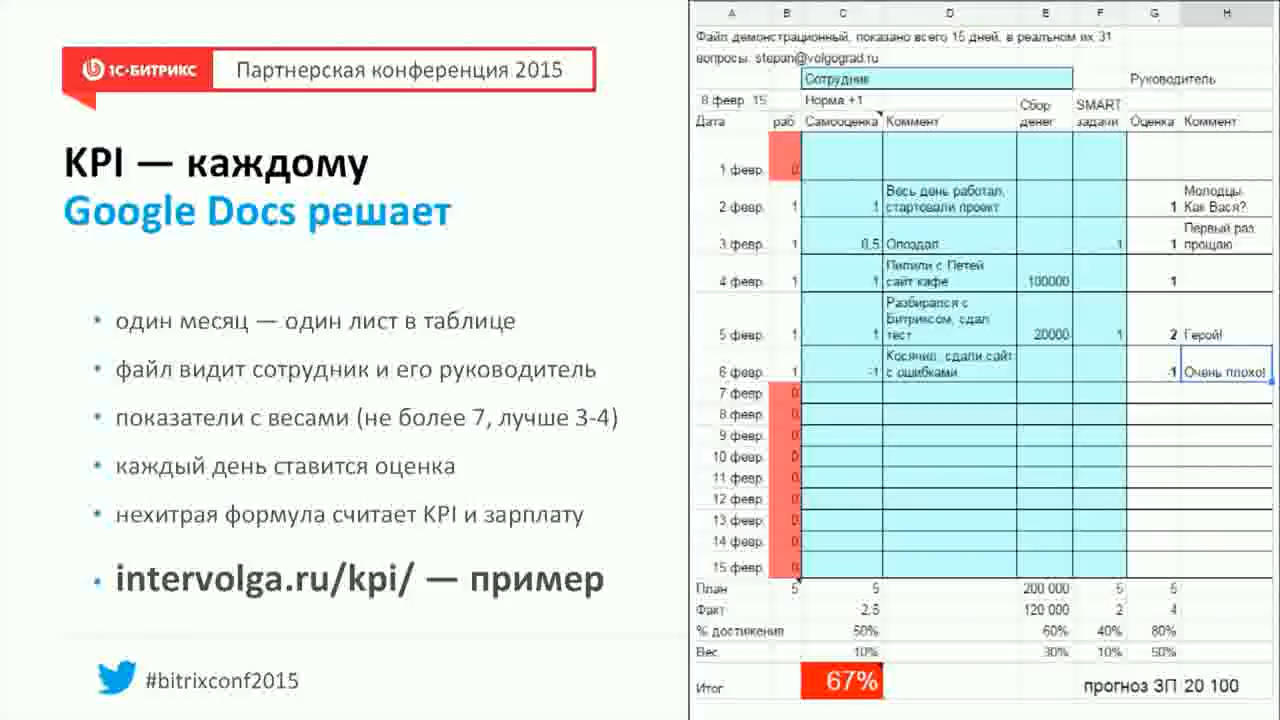 1С-БИТРИКС Партнерская конференция 2015
KPI — каждому
Google Docs решает
• один месяц — один лист в таблице
• файл видит сотрудник и его руководитель
• показатели с весами (не более 7, лучше 3-4)
• каждый день ставится оценка
• нехитрая формула считает KPI и зарплату
• intervolga.ru/kpi/ — пример
#bitrixconf2015
A B C D E F G H
Файл демонстрационный, показано всего 15 дней, в реальном их 31
вопросы: stepan@volgograd.ru
Сотрудник Руководитель
8 февр. 15 Норма +1 Сбор SMART
Дата раб Самооценка Коммент денег задачи Оценка Коммент
1 февр. 0
Весь день работал, Молодцы.
2 февр. 1 1 стартовали проект 1 Как Вася?
Первый раз
3 февр. 1 0,5 Опоздал 1 1 прощаю
Пилили с Петей
4 февр. 1 1 сайт кафе 100000 1
Разбирался с
Битриксом, сдал
5 февр. 1 1 тест 20000 1 2 Герой!
Косячил, сдали сайт
6 февр. 1 -1 с ошибками -1 Очень плохо!
7 февр. 0
8 февр. 0
9 февр. 0
10 февр. 0
11 февр. 0
12 февр. 0
13 февр. 0
14 февр. 0
15 февр. 0
План 5 5 200 000 5 5
Факт 2,5 120 000 2 4
% достижения 50% 60% 40% 80%
Вес 10% 30% 10% 50%
Итог 67% прогноз ЗП 20 100